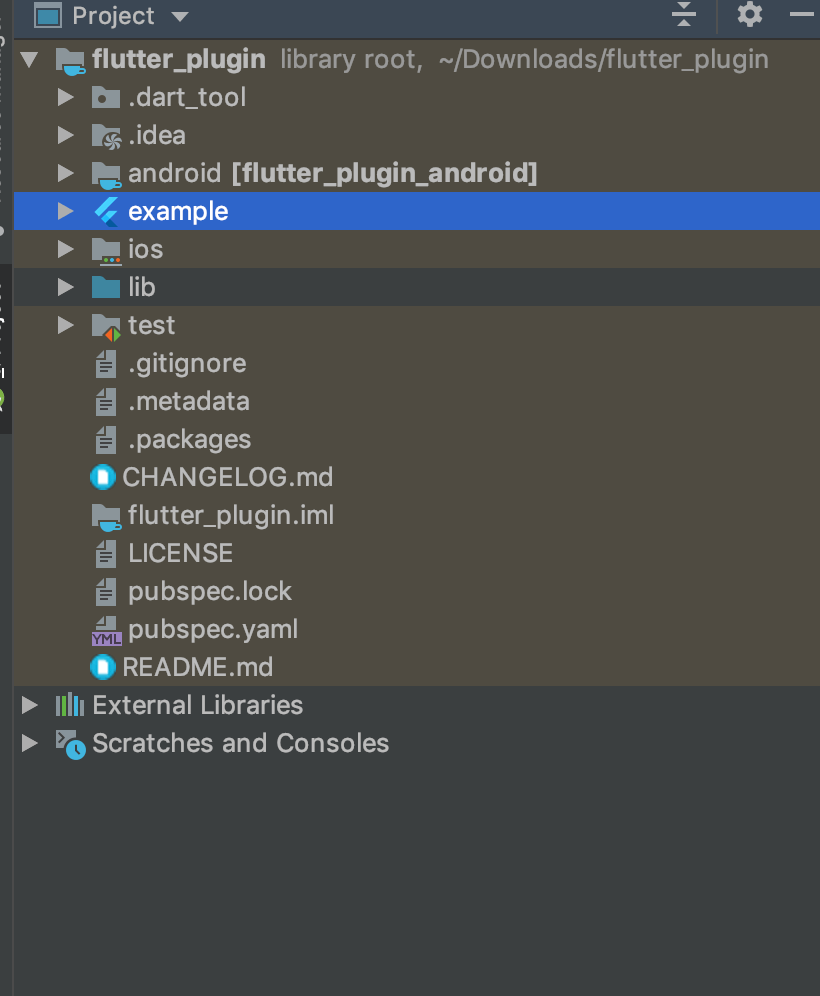 Project
flutter_plugin library root, ~/Downloads/flutter_plugin
.dart_tool
.idea
android [flutter_plugin_android]
example
ios
lib
test
.gitignore
.metadata
.packages
CHANGELOG.md
flutter_plugin.iml
LICENSE
pubspec.lock
YML pubspec.yaml
README.md
External Libraries
Scratches and Consoles